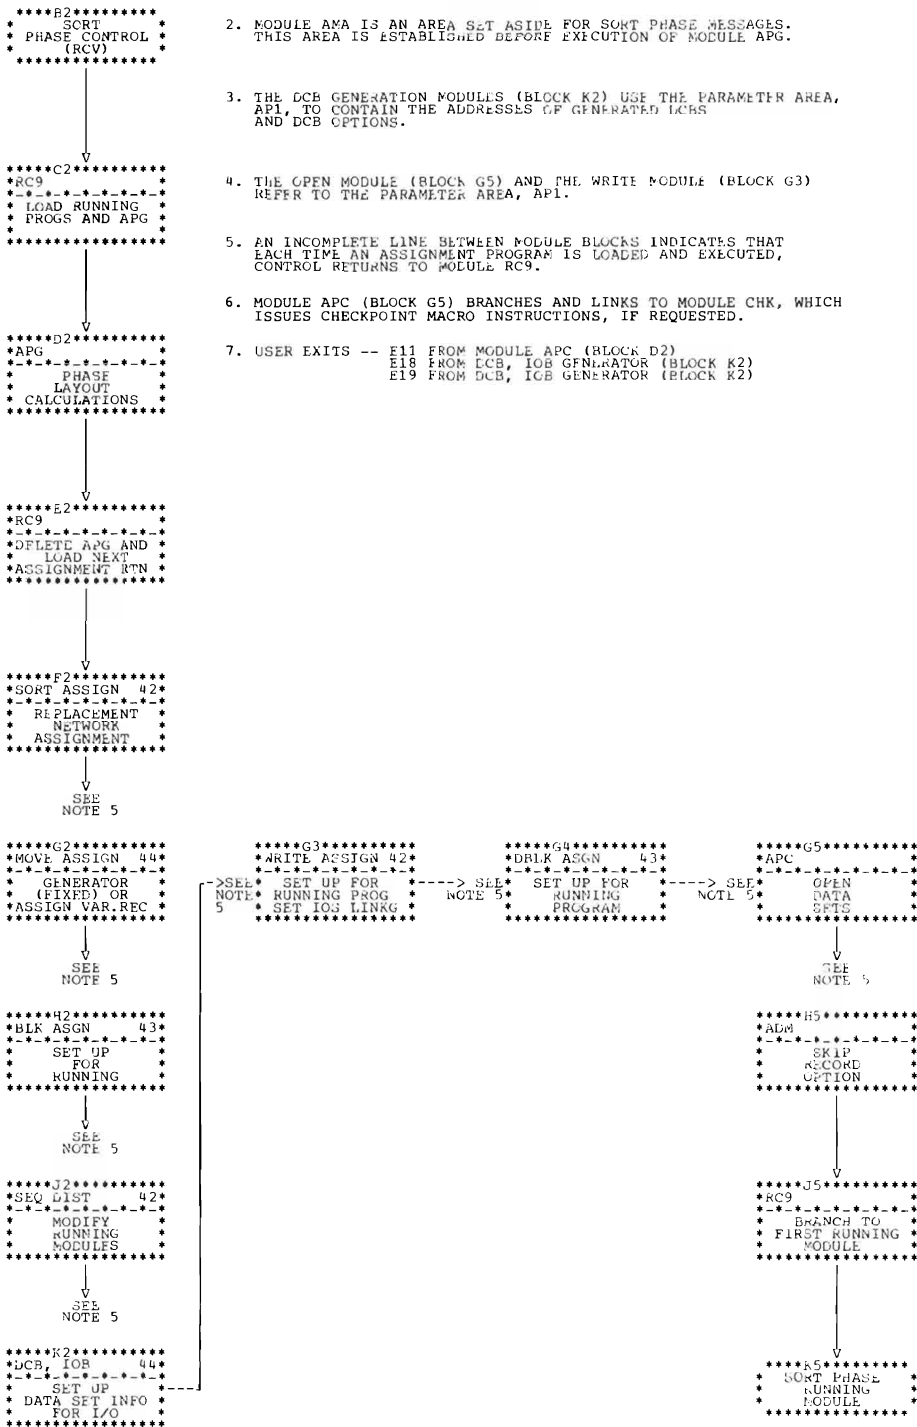 *****B2**********
* SORT *
* PHASE CONTROL *
* (RCV) *
*****************
2. MODULE AMA IS AN AREA SET ASIDE FOR SORT PHASE MESSAGES.
THIS AREA IS ESTABLISHED BEFORE EXECUTION OF MODULE APG.
3. THE DCB GENERATION MODULES (BLOCK K2) USE THE PARAMETER AREA,
AP1, TO CONTAIN THE ADDRESSES OF GENERATED DCBS
AND DCB OPTIONS.
*****C2**********
*RC9 *
*-*-*-*-*-*-*-*-*
* LOAD RUNNING *
* PROGS AND APG *
* *
*****************
4. THE OPEN MODULE (BLOCK G5) AND THE WRITE MODULE (BLOCK G3)
REFER TO THE PARAMETER AREA, AP1.
5. AN INCOMPLETE LINE BETWEEN MODULE BLOCKS INDICATES THAT
EACH TIME AN ASSIGNMENT PROGRAM IS LOADED AND EXECUTED,
CONTROL RETURNS TO MODULE RC9.
6. MODULE APC (BLOCK G5) BRANCHES AND LINKS TO MODULE CHK, WHICH
ISSUES CHECKPOINT MACRO INSTRUCTIONS, IF REQUESTED.
7. USER EXITS -- E11 FROM MODULE APC (BLOCK D2)
E18 FROM DCB, IOB GENERATOR (BLOCK K2)
E19 FROM DCB, IOB GENERATOR (BLOCK K2)
*****D2**********
*APG *
*-*-*-*-*-*-*-*-*
* PHASE *
* LAYOUT *
* CALCULATIONS *
*****************
*****E2**********
*RC9 *
*-*-*-*-*-*-*-*-*
*DELETE APG AND *
* LOAD NEXT *
*ASSIGNMENT RTN *
*****************
*****F2**********
*SORT ASSIGN 42*
*-*-*-*-*-*-*-*-*
* REPLACEMENT *
* NETWORK *
* ASSIGNMENT *
*****************
SEE
NOTE 5
*****G2**********
*MOVE ASSIGN 44*
*-*-*-*-*-*-*-*-*
* GENERATOR *
* (FIXED) OR *
*ASSIGN VAR.REC *
*****************
SEE
NOTE 5
*****H2**********
*BLK ASGN 43*
*-*-*-*-*-*-*-*-*
* SET UP *
* FOR *
* RUNNING *
*****************
SEE
NOTE 5
*****J2**********
*SEQ DIST 42*
*-*-*-*-*-*-*-*-*
* MODIFY *
* RUNNING *
* MODULES *
*****************
SEE
NOTE 5
*****K2**********
*DCB, IOB 44*
*-*-*-*-*-*-*-*-*
* SET UP *----
* DATA SET INFO *
* FOR I/O *
*****************
*****G3**********
*WRITE ASSIGN 42*
*-*-*-*-*-*-*-*-*
->SEE* SET UP FOR *----> SEE
NOTE* RUNNING PROG * NOTE 5
5 * SET IOS LINKG *
*****************
*****G4**********
*DBLK ASGN 43*
*-*-*-*-*-*-*-*-*
* SET UP FOR *----> SEE
* RUNNING * NOTE 5
* PROGRAM *
*****************
*****G5**********
*APC *
*-*-*-*-*-*-*-*-*
* OPEN *
* DATA *
* SETS *
*****************
SEE
NOTE 5
*****H5**********
*ADM *
*-*-*-*-*-*-*-*-*
* SKIP *
* RECORD *
* OPTION *
*****************
*****J5**********
*RC9 *
*-*-*-*-*-*-*-*-*
* BRANCH TO *
* FIRST RUNNING *
* MODULE *
*****************
*****K5**********
* SORT PHASE *
* RUNNING *
* MODULE *
*****************